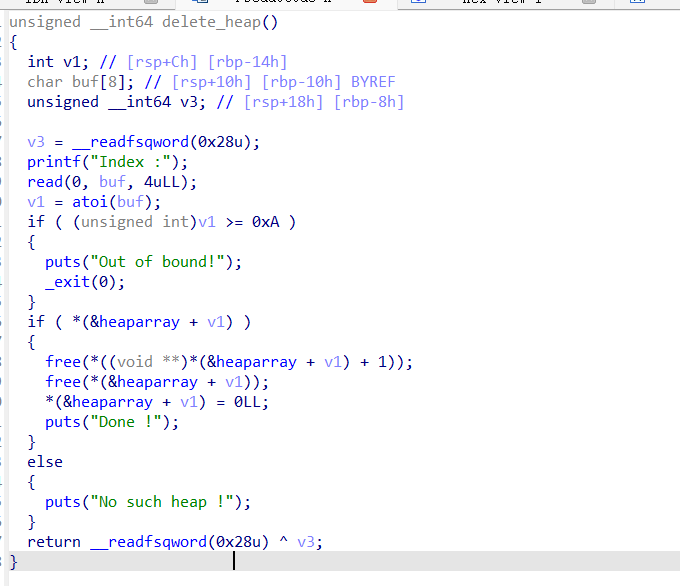 unsigned __int64 delete_heap()
{
  int v1; // [rsp+Ch] [rbp-14h]
  char buf[8]; // [rsp+10h] [rbp-10h] BYREF
  unsigned __int64 v3; // [rsp+18h] [rbp-8h]

  v3 = __readfsqword(0x28u);
  printf("Index :");
  read(0, buf, 4uLL);
  v1 = atoi(buf);
  if ( (unsigned int)v1 >= 0xA )
  {
    puts("Out of bound!");
    _exit(0);
  }
  if ( *(&heaparray + v1) )
  {
    free(*((void **)*(&heaparray + v1) + 1));
    free(*(&heaparray + v1));
    *(&heaparray + v1) = 0LL;
    puts("Done !");
  }
  else
  {
    puts("No such heap !");
  }
  return __readfsqword(0x28u) ^ v3;
}